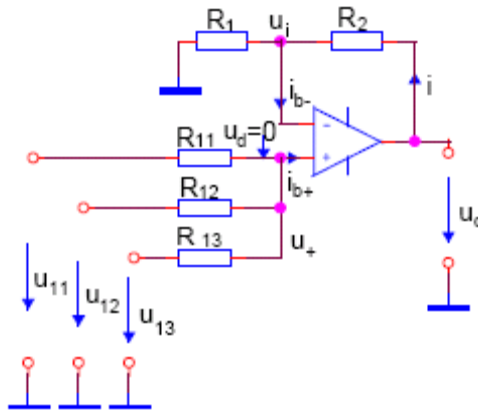 R1 ui R2
ib- i
R11 ud=0
− +
ib+
R12
R 13 u+
u11 u12 u13